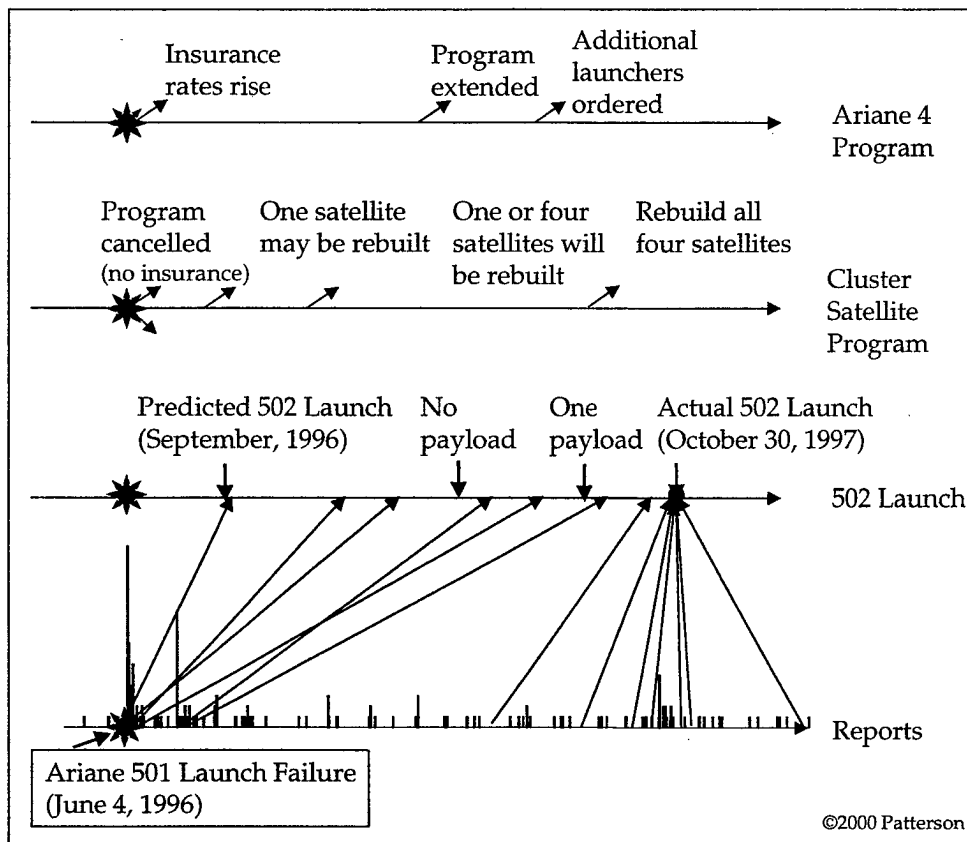 Insurance
rates rise
Program
extended
Additional
launchers
ordered
Ariane 4
Program
Program
cancelled
(no insurance)
One satellite
may be rebuilt
One or four
satellites will
be rebuilt
Rebuild all
four satellites
Cluster
Satellite
Program
Predicted 502 Launch
(September, 1996)
No
payload
One
payload
Actual 502 Launch
(October 30, 1997)
502 Launch
Reports
Ariane 501 Launch Failure
(June 4, 1996)
©2000 Patterson